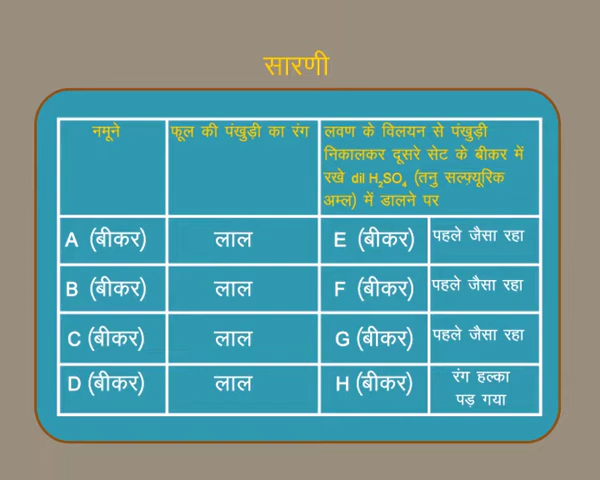 सारणी
नमूने
फूल की पंखुड़ी का रंग
लवण के विलयन से पंखुड़ी
निकालकर दूसरे सेट के बीकर में
रखे dil H₂SO₄ (तनु सल्फ़्यूरिक
अम्ल) में डालने पर
A (बीकर) लाल E (बीकर) पहले जैसा रहा
B (बीकर) लाल F (बीकर) पहले जैसा रहा
C (बीकर) लाल G (बीकर) पहले जैसा रहा
D (बीकर) लाल H (बीकर) रंग हल्का
पड़ गया